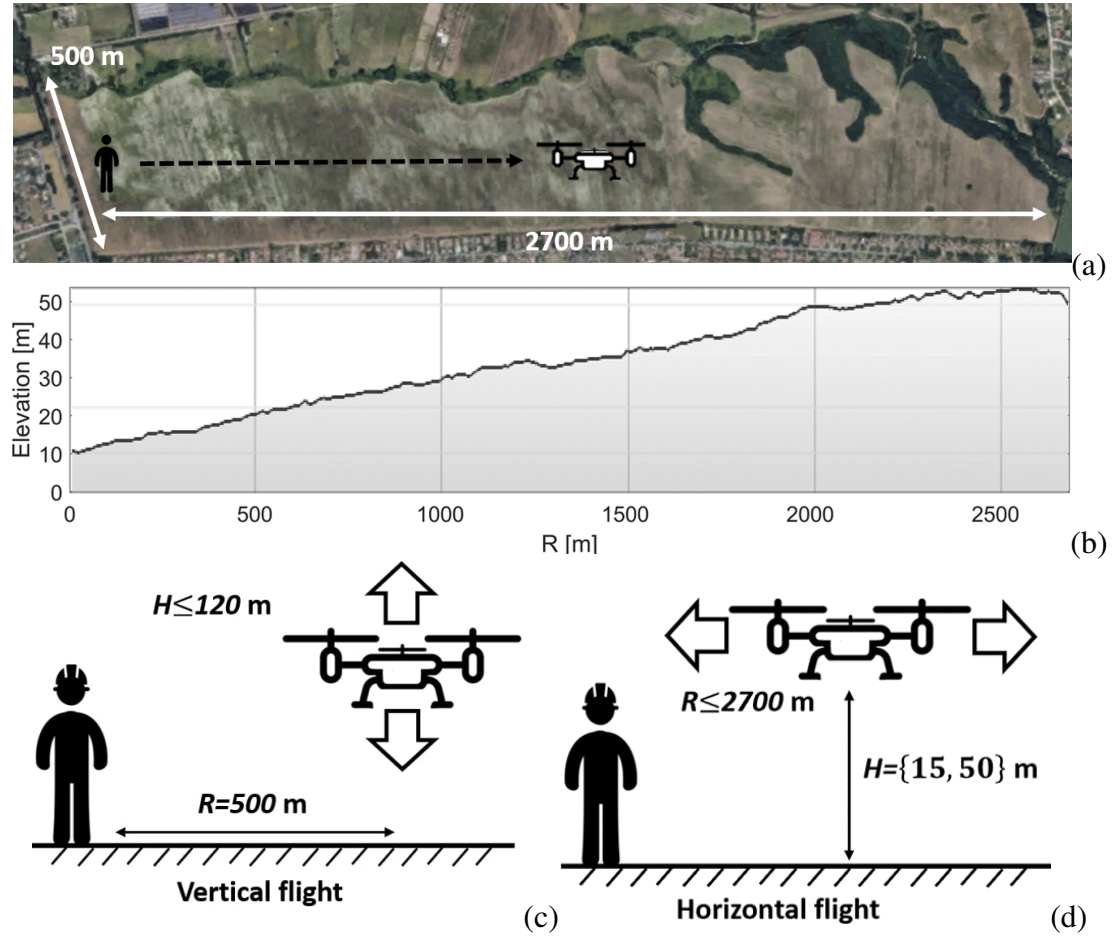 500 m
2700 m
(a)
Elevation [m]
50
40
30
20
10
0
0 500 1000 1500 2000 2500
R [m]
(b)
H≤120 m
R=500 m
Vertical flight
(c)
R≤2700 m
H={15, 50} m
Horizontal flight
(d)